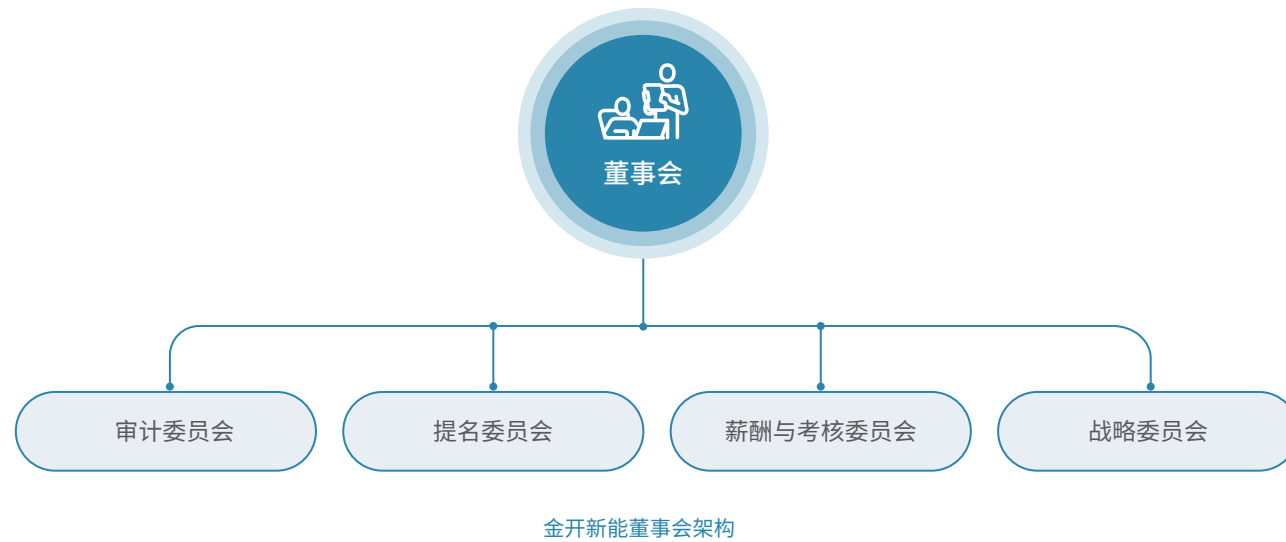 董事会
审计委员会
提名委员会
薪酬与考核委员会
战略委员会
金开新能董事会架构